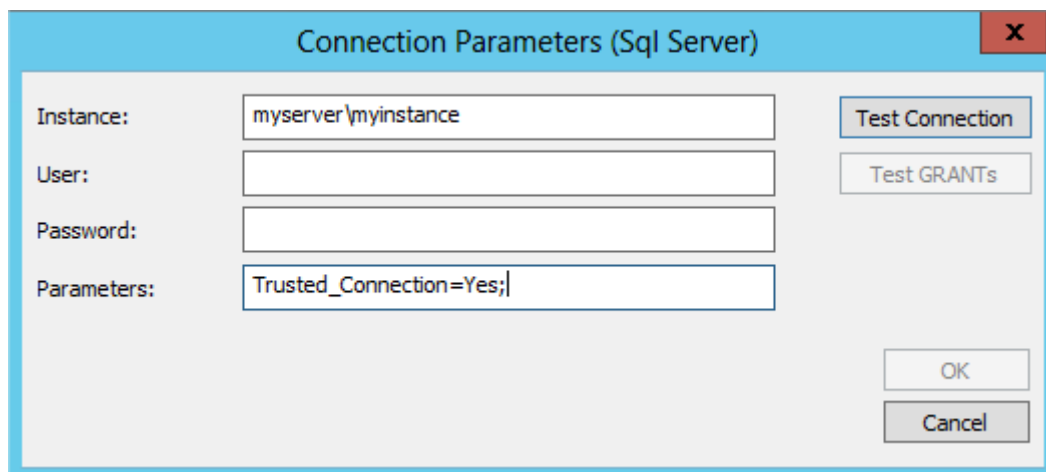 Connection Parameters (Sql Server)
x
Instance: myserver\myinstance Test Connection
User: Test GRANTs
Password:
Parameters: Trusted_Connection=Yes;
OK
Cancel